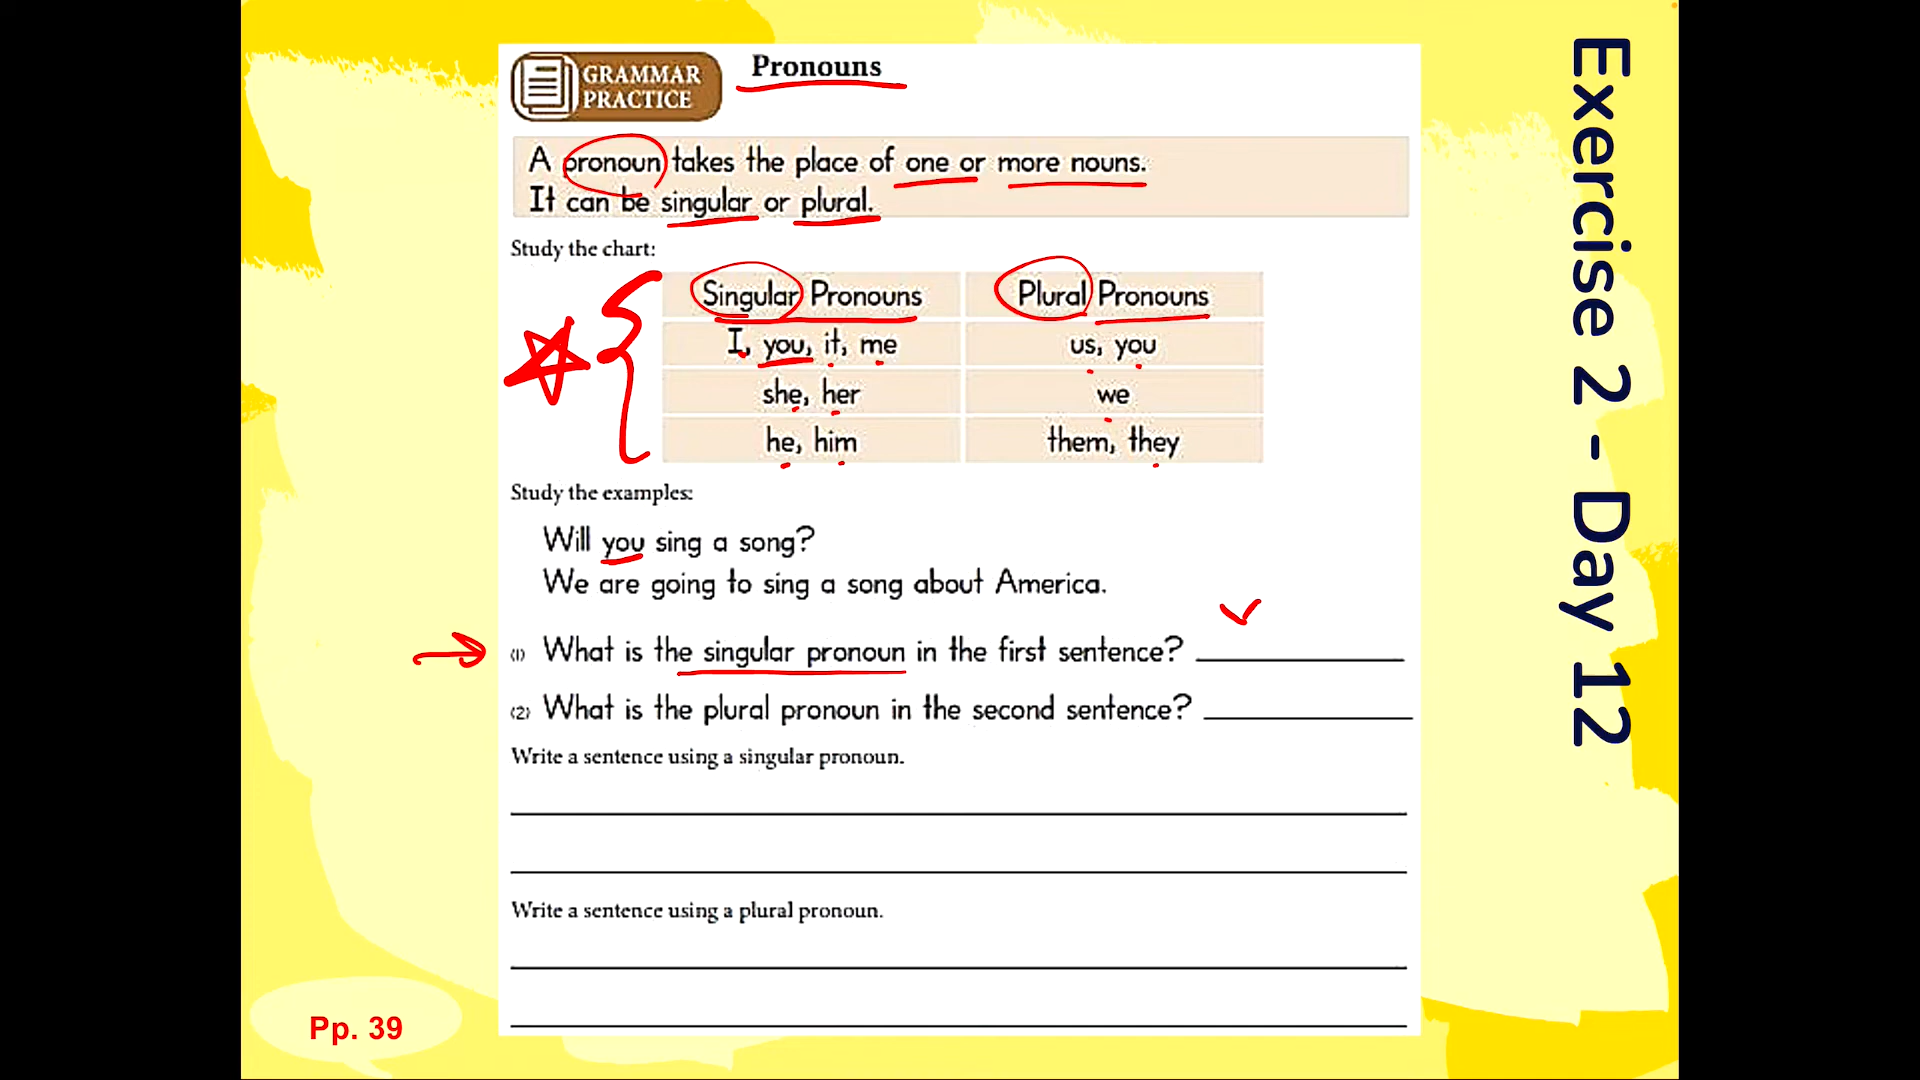 GRAMMAR
PRACTICE
Pronouns
A pronoun takes the place of one or more nouns.
It can be singular or plural.
Study the chart:
Singular Pronouns Plural Pronouns
I, you, it, me us, you
she, her we
he, him them, they
Study the examples:
Will you sing a song?
We are going to sing a song about America.
(1) What is the singular pronoun in the first sentence?
(2) What is the plural pronoun in the second sentence?
Write a sentence using a singular pronoun.
Write a sentence using a plural pronoun.
Pp. 39
Exercise 2 - Day 12